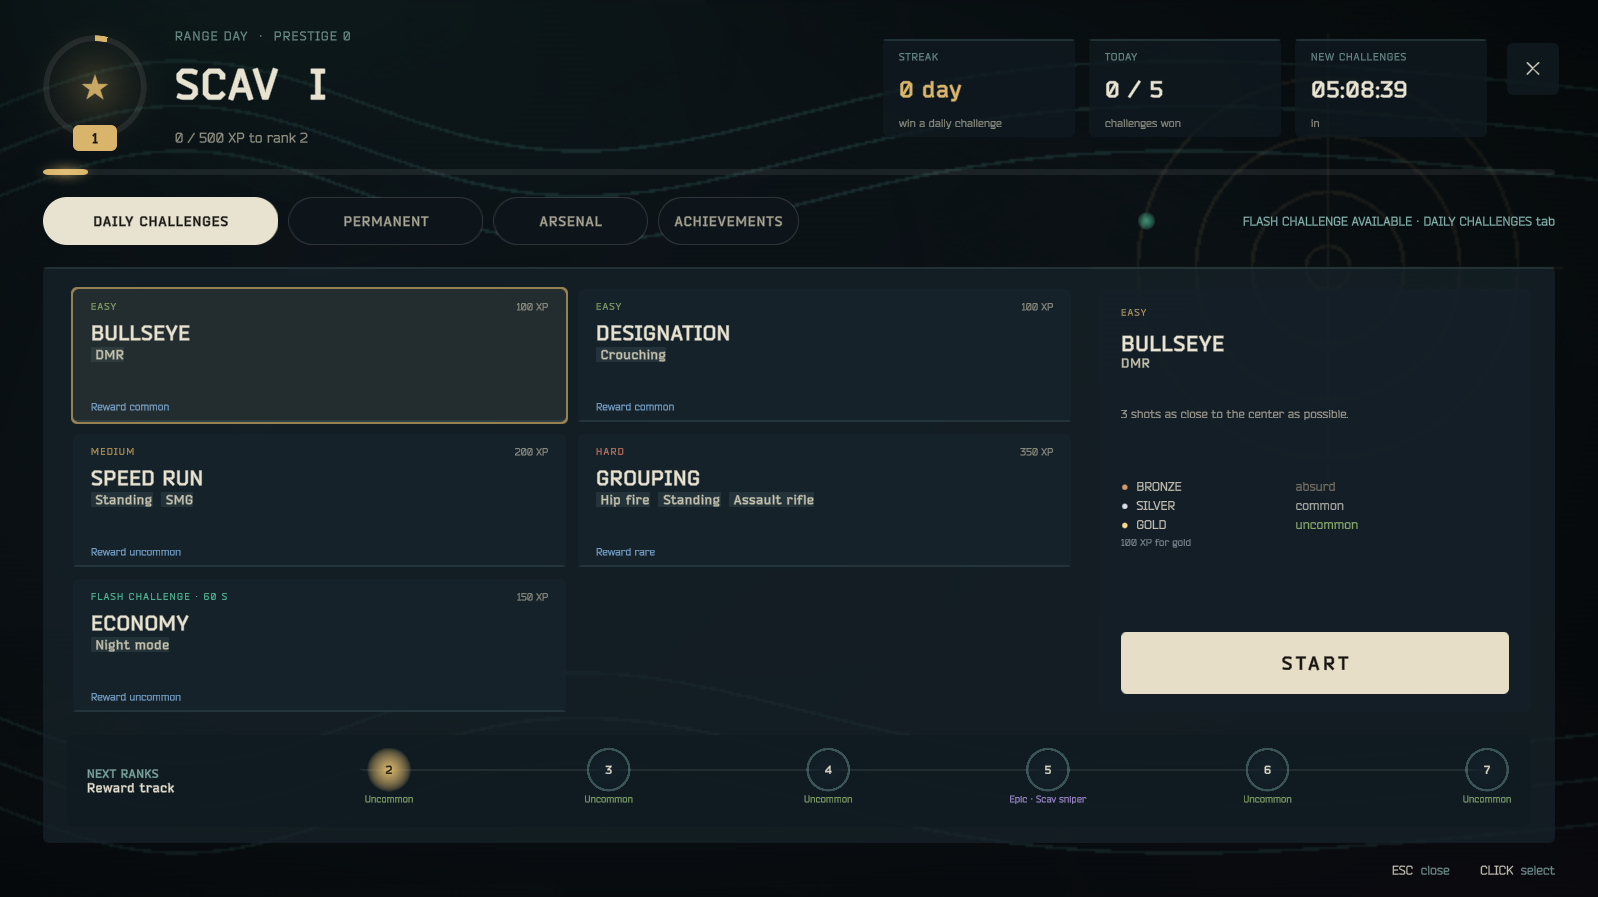 RANGE DAY · PRESTIGE 0
SCAV I
1
0 / 500 XP to rank 2
STREAK
0 day
win a daily challenge
TODAY
0 / 5
challenges won
NEW CHALLENGES
05:08:39
In
DAILY CHALLENGES
PERMANENT
ARSENAL
ACHIEVEMENTS
FLASH CHALLENGE AVAILABLE · DAILY CHALLENGES tab
EASY
100 XP
BULLSEYE
DMR
Reward common
EASY
100 XP
DESIGNATION
Crouching
Reward common
MEDIUM
200 XP
SPEED RUN
Standing SMG
Reward uncommon
HARD
350 XP
GROUPING
Hip fire Standing Assault rifle
Reward rare
FLASH CHALLENGE · 60 S
150 XP
ECONOMY
Night mode
Reward uncommon
EASY
BULLSEYE
DMR
3 shots as close to the center as possible.
BRONZE absurd
SILVER common
GOLD uncommon
100 XP for gold
START
NEXT RANKS
Reward track
2
Uncommon
3
Uncommon
4
Uncommon
5
Epic · Scav sniper
6
Uncommon
7
Uncommon
ESC close CLICK select